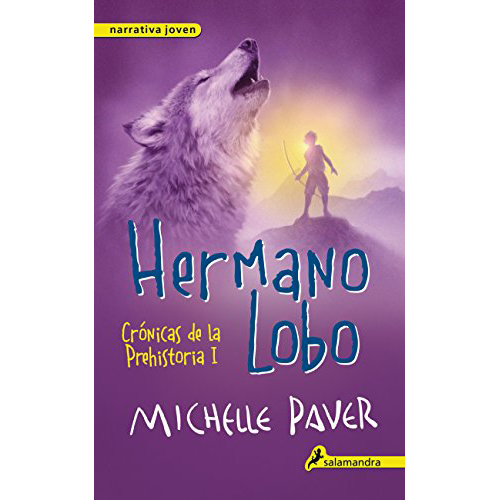 narrativa joven
Hermano
Lobo
Crónicas de la
Prehistoria I
MICHELLE PAVER
salamandra